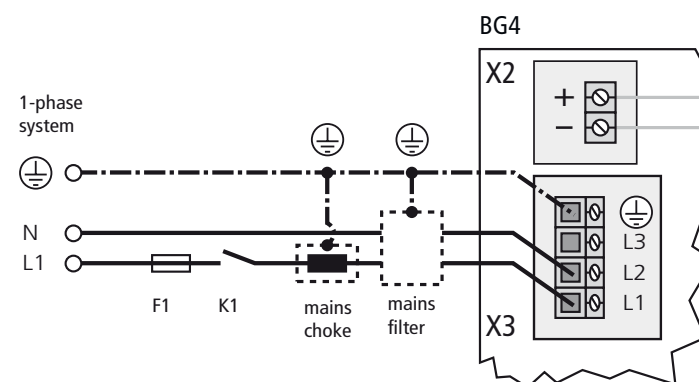 BG4
X2
1-phase
system
+
−
N
L3
L1
L2
F1
K1
mains
choke
mains
filter
L1
X3